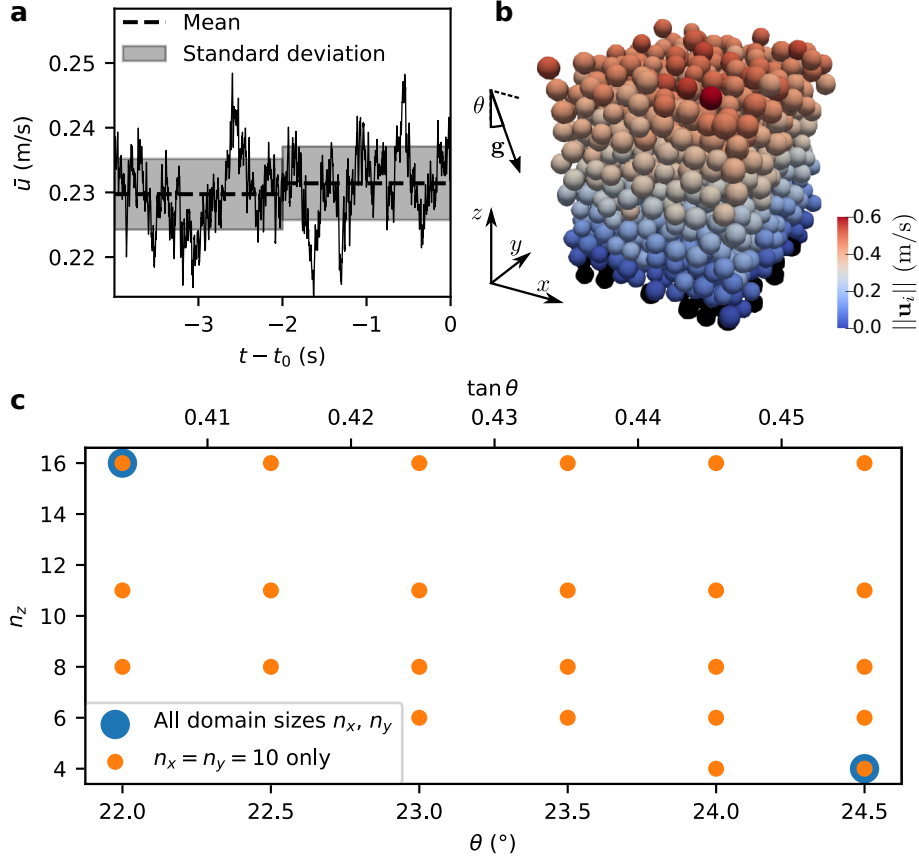 a
Mean
Standard deviation
0.25
0.24
0.23
0.22
ū (m/s)
−3
−2
−1
0
t − t₀ (s)
b
θ
g
z
y
x
0.6
0.4
0.2
0.0
||𝐮ᵢ|| (m/s)
c
tan θ
0.41 0.42 0.43 0.44 0.45
16
14
12
10
8
6
4
n_z
All domain sizes nₓ, n_y
nₓ = n_y = 10 only
22.0 22.5 23.0 23.5 24.0 24.5
θ (°)